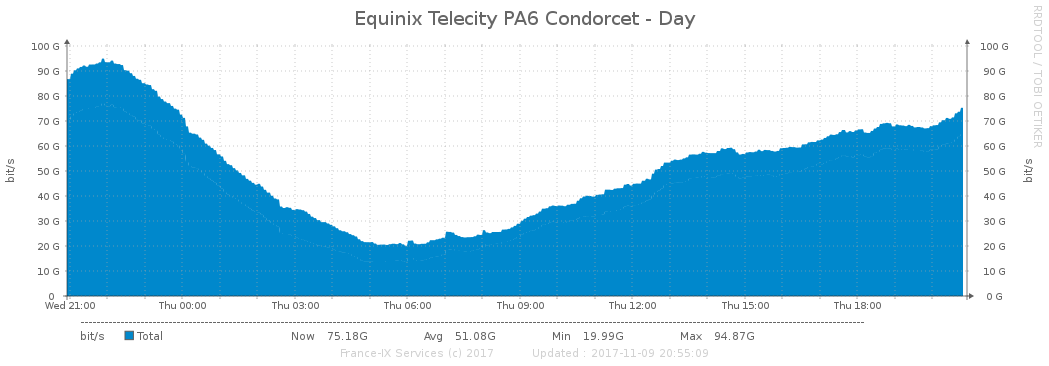 Equinix Telecity PA6 Condorcet - Day
RRDTOOL / TOBI OETIKER
bit/s
100 G 100 G
90 G 90 G
80 G 80 G
70 G 70 G
60 G 60 G
50 G 50 G
40 G 40 G
30 G 30 G
20 G 20 G
10 G 10 G
0 0 G
bit/s
Wed 21:00 Thu 00:00 Thu 03:00 Thu 06:00 Thu 09:00 Thu 12:00 Thu 15:00 Thu 18:00
bit/s Total Now 75.18G Avg 51.08G Min 19.99G Max 94.87G
France-IX Services (c) 2017 Updated : 2017-11-09 20:55:09